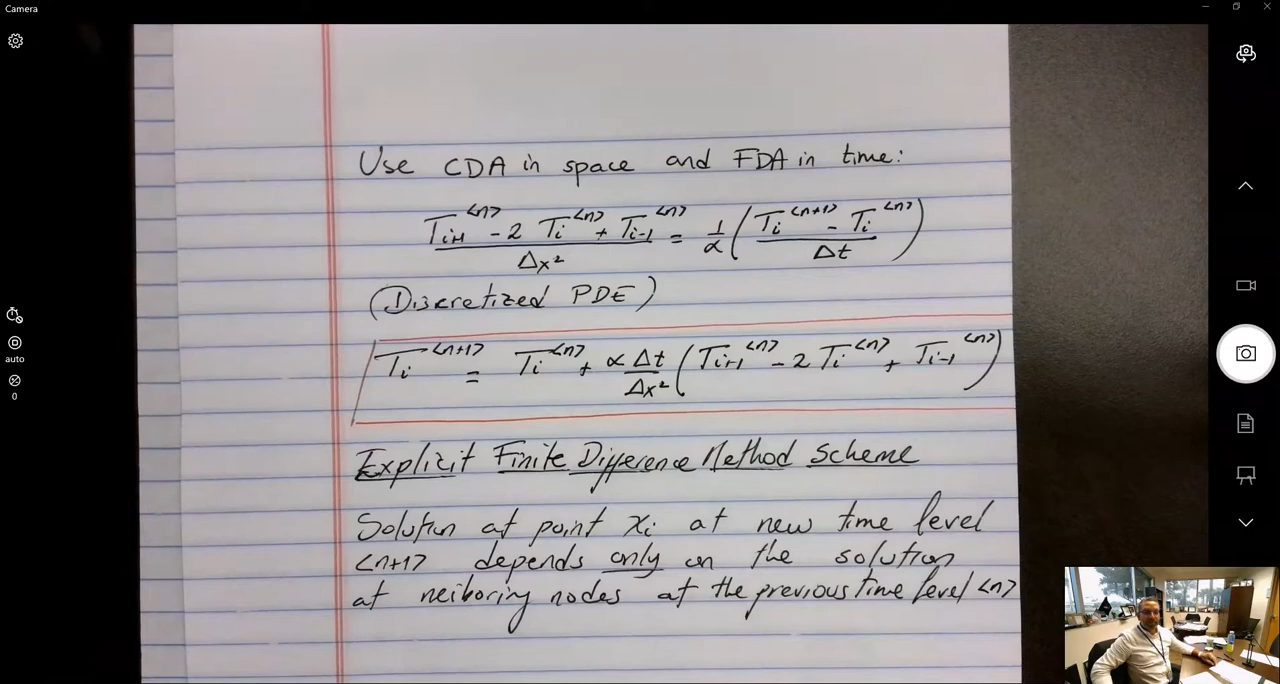 Camera
Use CDA in space and FDA in time:
(T_{i+1}^{<n>} - 2 T_i^{<n>} + T_{i-1}^{<n>}) / Δx² = 1/α ( (T_i^{<n+1>} - T_i^{<n>}) / Δt )
(Discretized PDE)
T_i^{<n+1>} = T_i^{<n>} + α Δt / Δx² ( T_{i+1}^{<n>} - 2 T_i^{<n>} + T_{i-1}^{<n>} )
Explicit Finite Difference Method scheme
Solution at point x_i at new time level
<n+1> depends only on the solution
at neiboring nodes at the previous time level <n>
auto
0